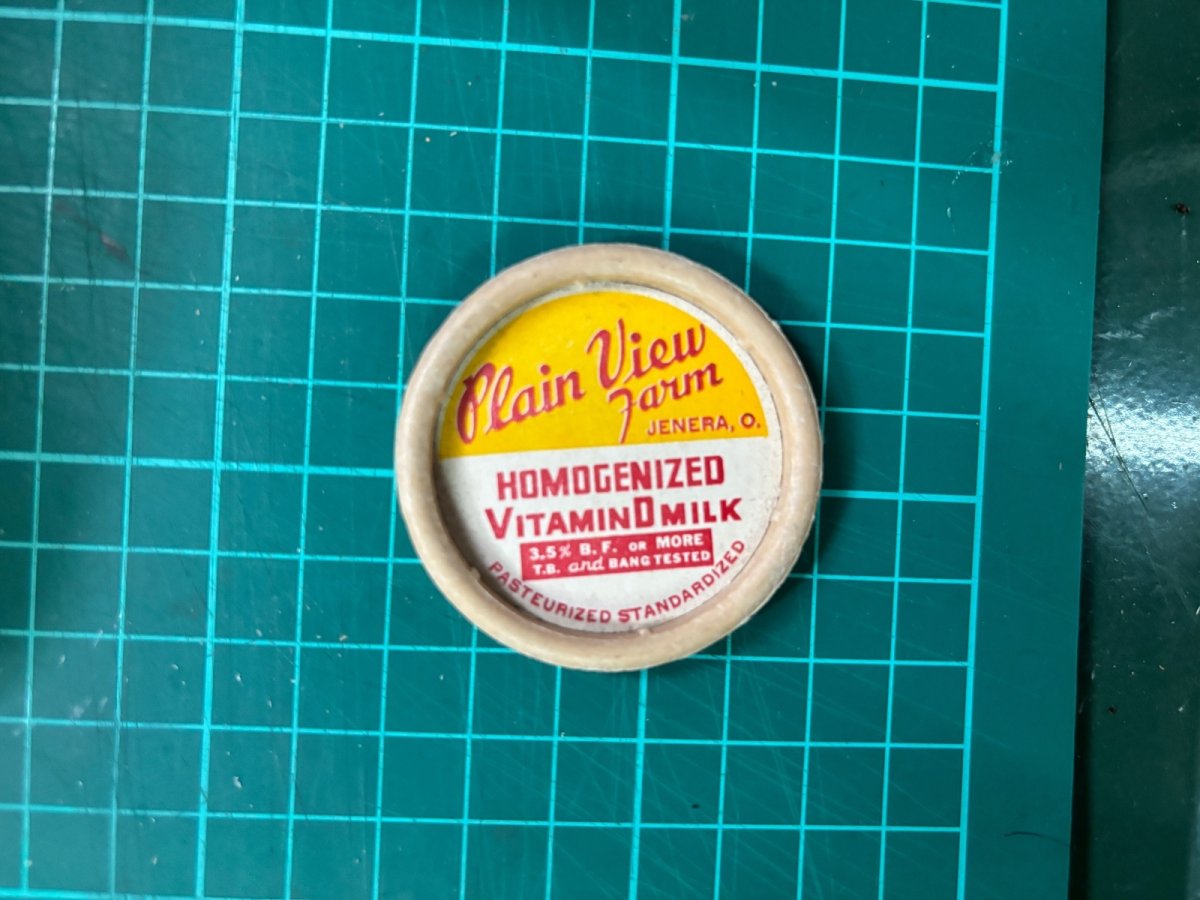 Plain View
Farm
JENERA, O.
HOMOGENIZED
VITAMIN D MILK
3.5% B.F. OR MORE
T.B. and BANG TESTED
PASTEURIZED STANDARDIZED